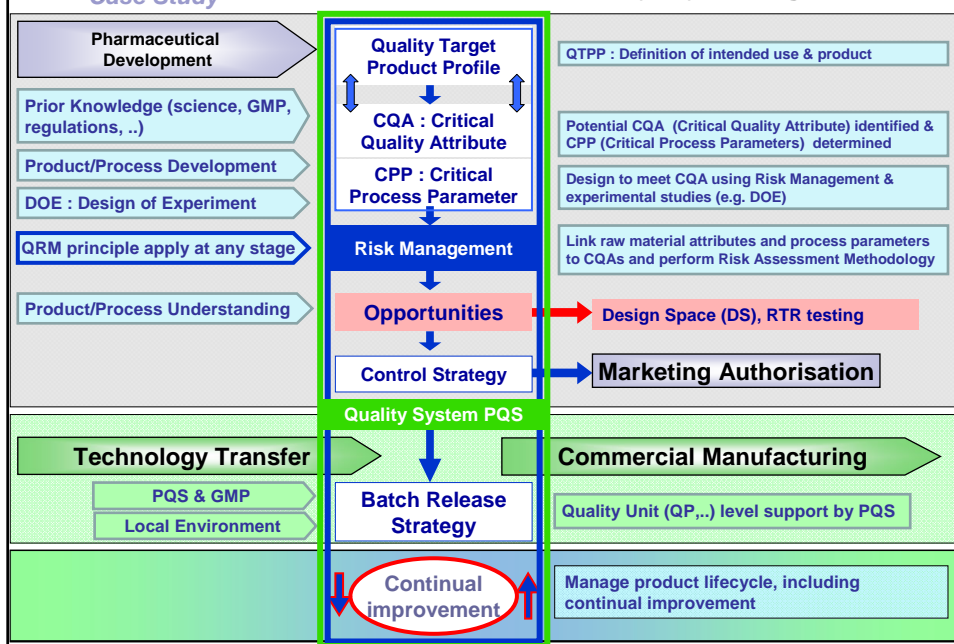 Case Study
Pharmaceutical
Development
Quality Target
Product Profile
QTPP : Definition of intended use & product
Prior Knowledge (science, GMP,
regulations, ..)
CQA : Critical
Quality Attribute
Potential CQA (Critical Quality Attribute) identified &
CPP (Critical Process Parameters) determined
Product/Process Development
CPP : Critical
Process Parameter
Design to meet CQA using Risk Management &
experimental studies (e.g. DOE)
DOE : Design of Experiment
QRM principle apply at any stage
Risk Management
Link raw material attributes and process parameters
to CQAs and perform Risk Assessment Methodology
Product/Process Understanding
Opportunities
Design Space (DS), RTR testing
Control Strategy
Marketing Authorisation
Quality System PQS
Technology Transfer
Commercial Manufacturing
PQS & GMP
Local Environment
Batch Release
Strategy
Quality Unit (QP,..) level support by PQS
Continual
improvement
Manage product lifecycle, including
continual improvement